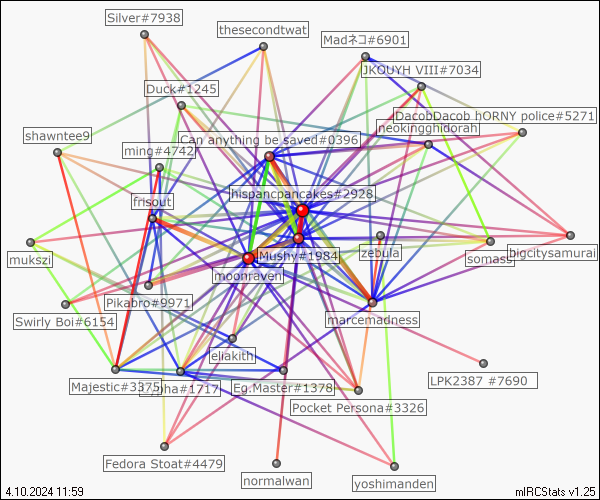 Silver#7938
thesecondtwat
Madネコ#6901
JKQUYH VIII#7034
Duck#1245
DacobDacob hORNY police#5271
neokingghidorah
shawntee9
Can anything be saved#0396
ming#4742
hispancpancakes#2928
frisout
mukszi
Mushy#1984
zebula
somass
bigcitysamurai
moonraven
Pikabro#9971
Swirly Boi#6154
marcemadness
eliakith
Majestic#3375
pha#1717
Eg.Master#1378
LPK2387 #7690
Pocket Persona#3326
Fedora Stoat#4479
normalwan
yoshimanden
4.10.2024 11:59
mIRCStats v1.25